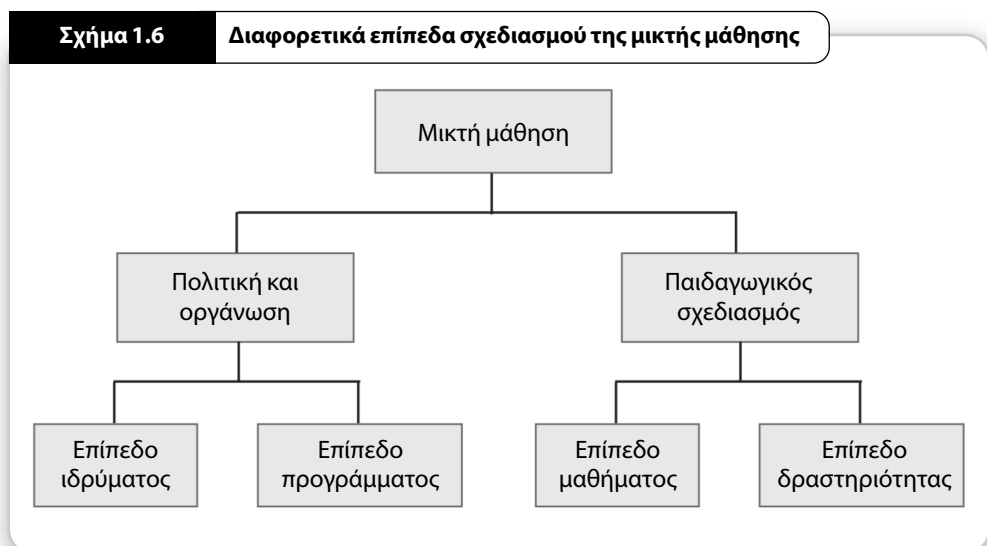 Σχήμα 1.6
Διαφορετικά επίπεδα σχεδιασμού της μικτής μάθησης
Μικτή μάθηση
Πολιτική και
οργάνωση
Παιδαγωγικός
σχεδιασμός
Επίπεδο
ιδρύματος
Επίπεδο
προγράμματος
Επίπεδο
μαθήματος
Επίπεδο
δραστηριότητας